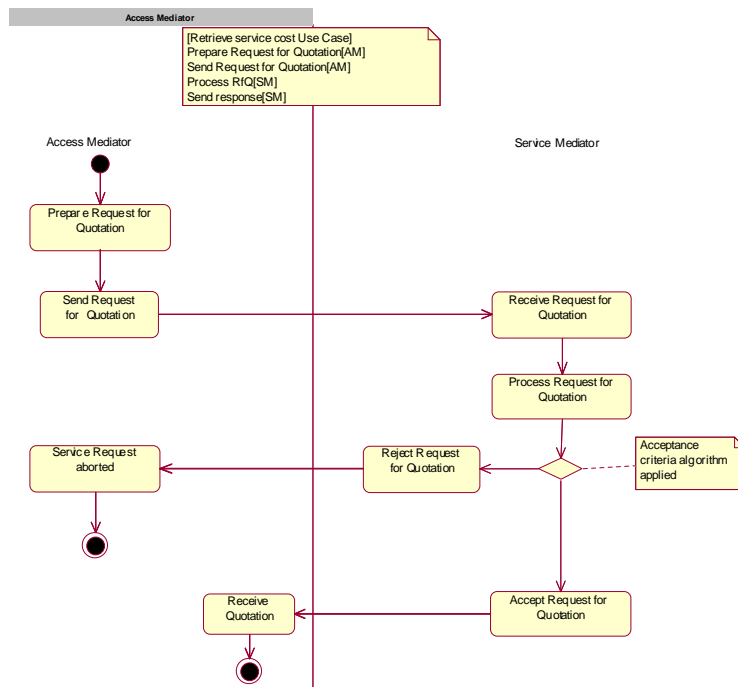 Access Mediator
[Retrieve service cost Use Case]
Prepare Request for Quotation[AM]
Send Request for Quotation[AM]
Process RfQ[SM]
Send response[SM]
Access Mediator
Service Mediator
Prepare Request for
Quotation
Send Request
for Quotation
Receive Request for
Quotation
Process Request for
Quotation
Service Request
aborted
Reject Request
for Quotation
Acceptance
criteria algorithm
applied
Receive
Quotation
Accept Request for
Quotation